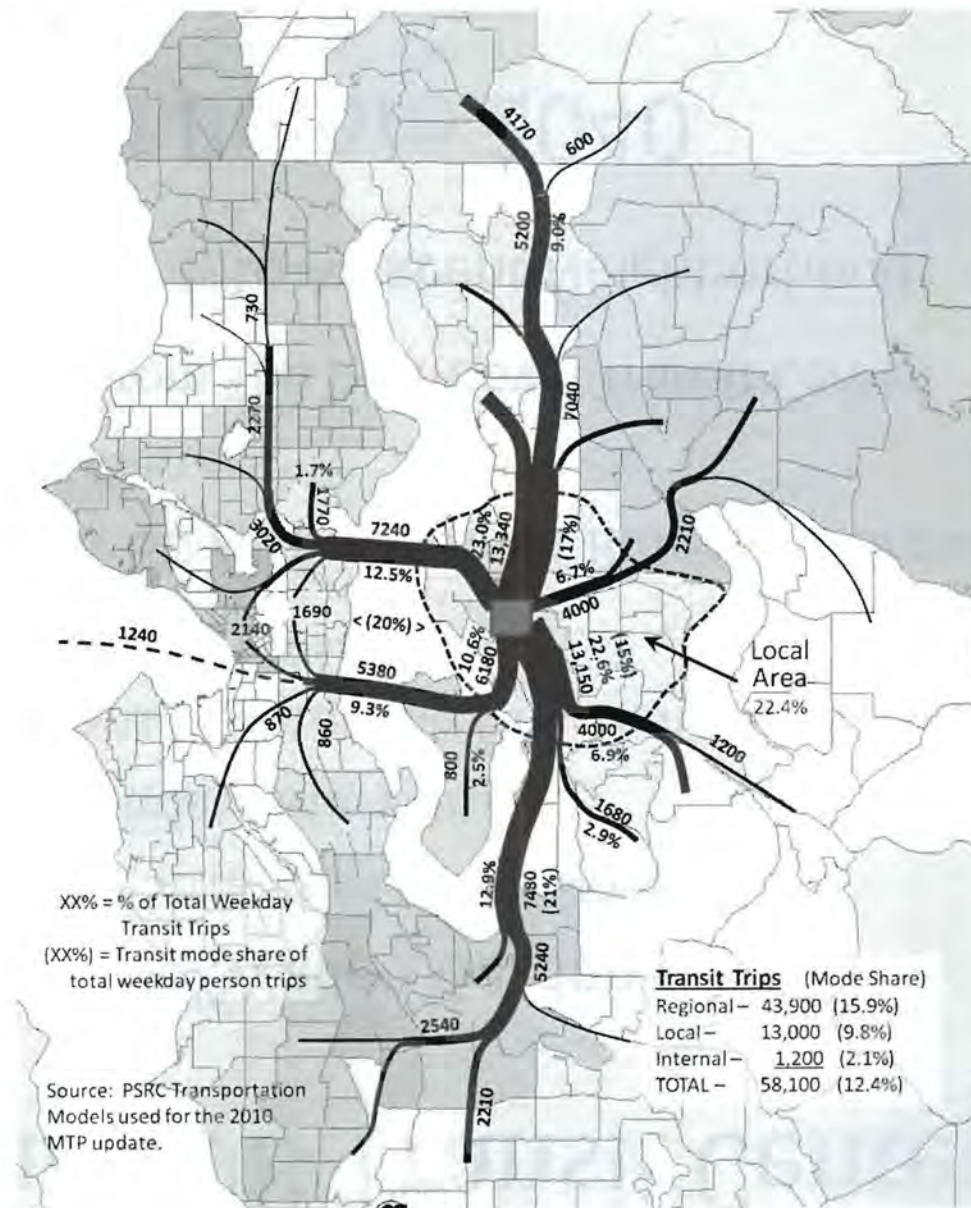 4170
600
5200
9.0%
730
7040
2270
1.7%
1770
3020
7240
12.5%
23.0%
13,340
(17%)
6.7%
4000
2210
1690
2140
< (20%) >
1240
5380
9.3%
10.6%
6180
(15%)
22.6%
13,150
Local
Area
22.4%
870
860
800
2.5%
4000
6.9%
1200
1680
2.9%
12.9%
7480
(21%)
5240
XX% = % of Total Weekday
Transit Trips
(XX%) = Transit mode share of
total weekday person trips
Transit Trips (Mode Share)
Regional – 43,900 (15.9%)
Local – 13,000 (9.8%)
Internal – 1,200 (2.1%)
TOTAL – 58,100 (12.4%)
2540
2210
Source: PSRC Transportation
Models used for the 2010
MTP update.